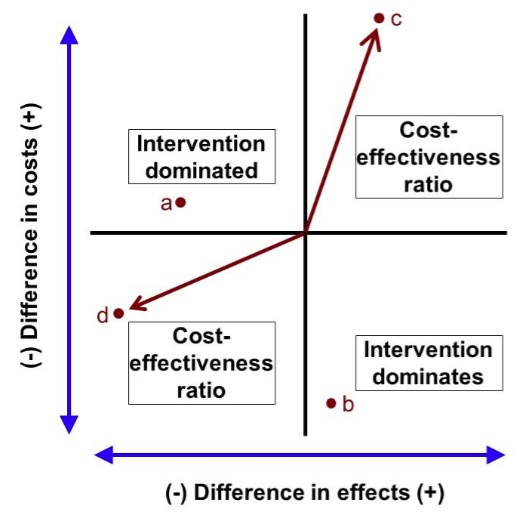 c
Cost-
effectiveness
ratio
Intervention
dominated
a
(-) Difference in costs (+)
d
Cost-
effectiveness
ratio
Intervention
dominates
b
(-) Difference in effects (+)